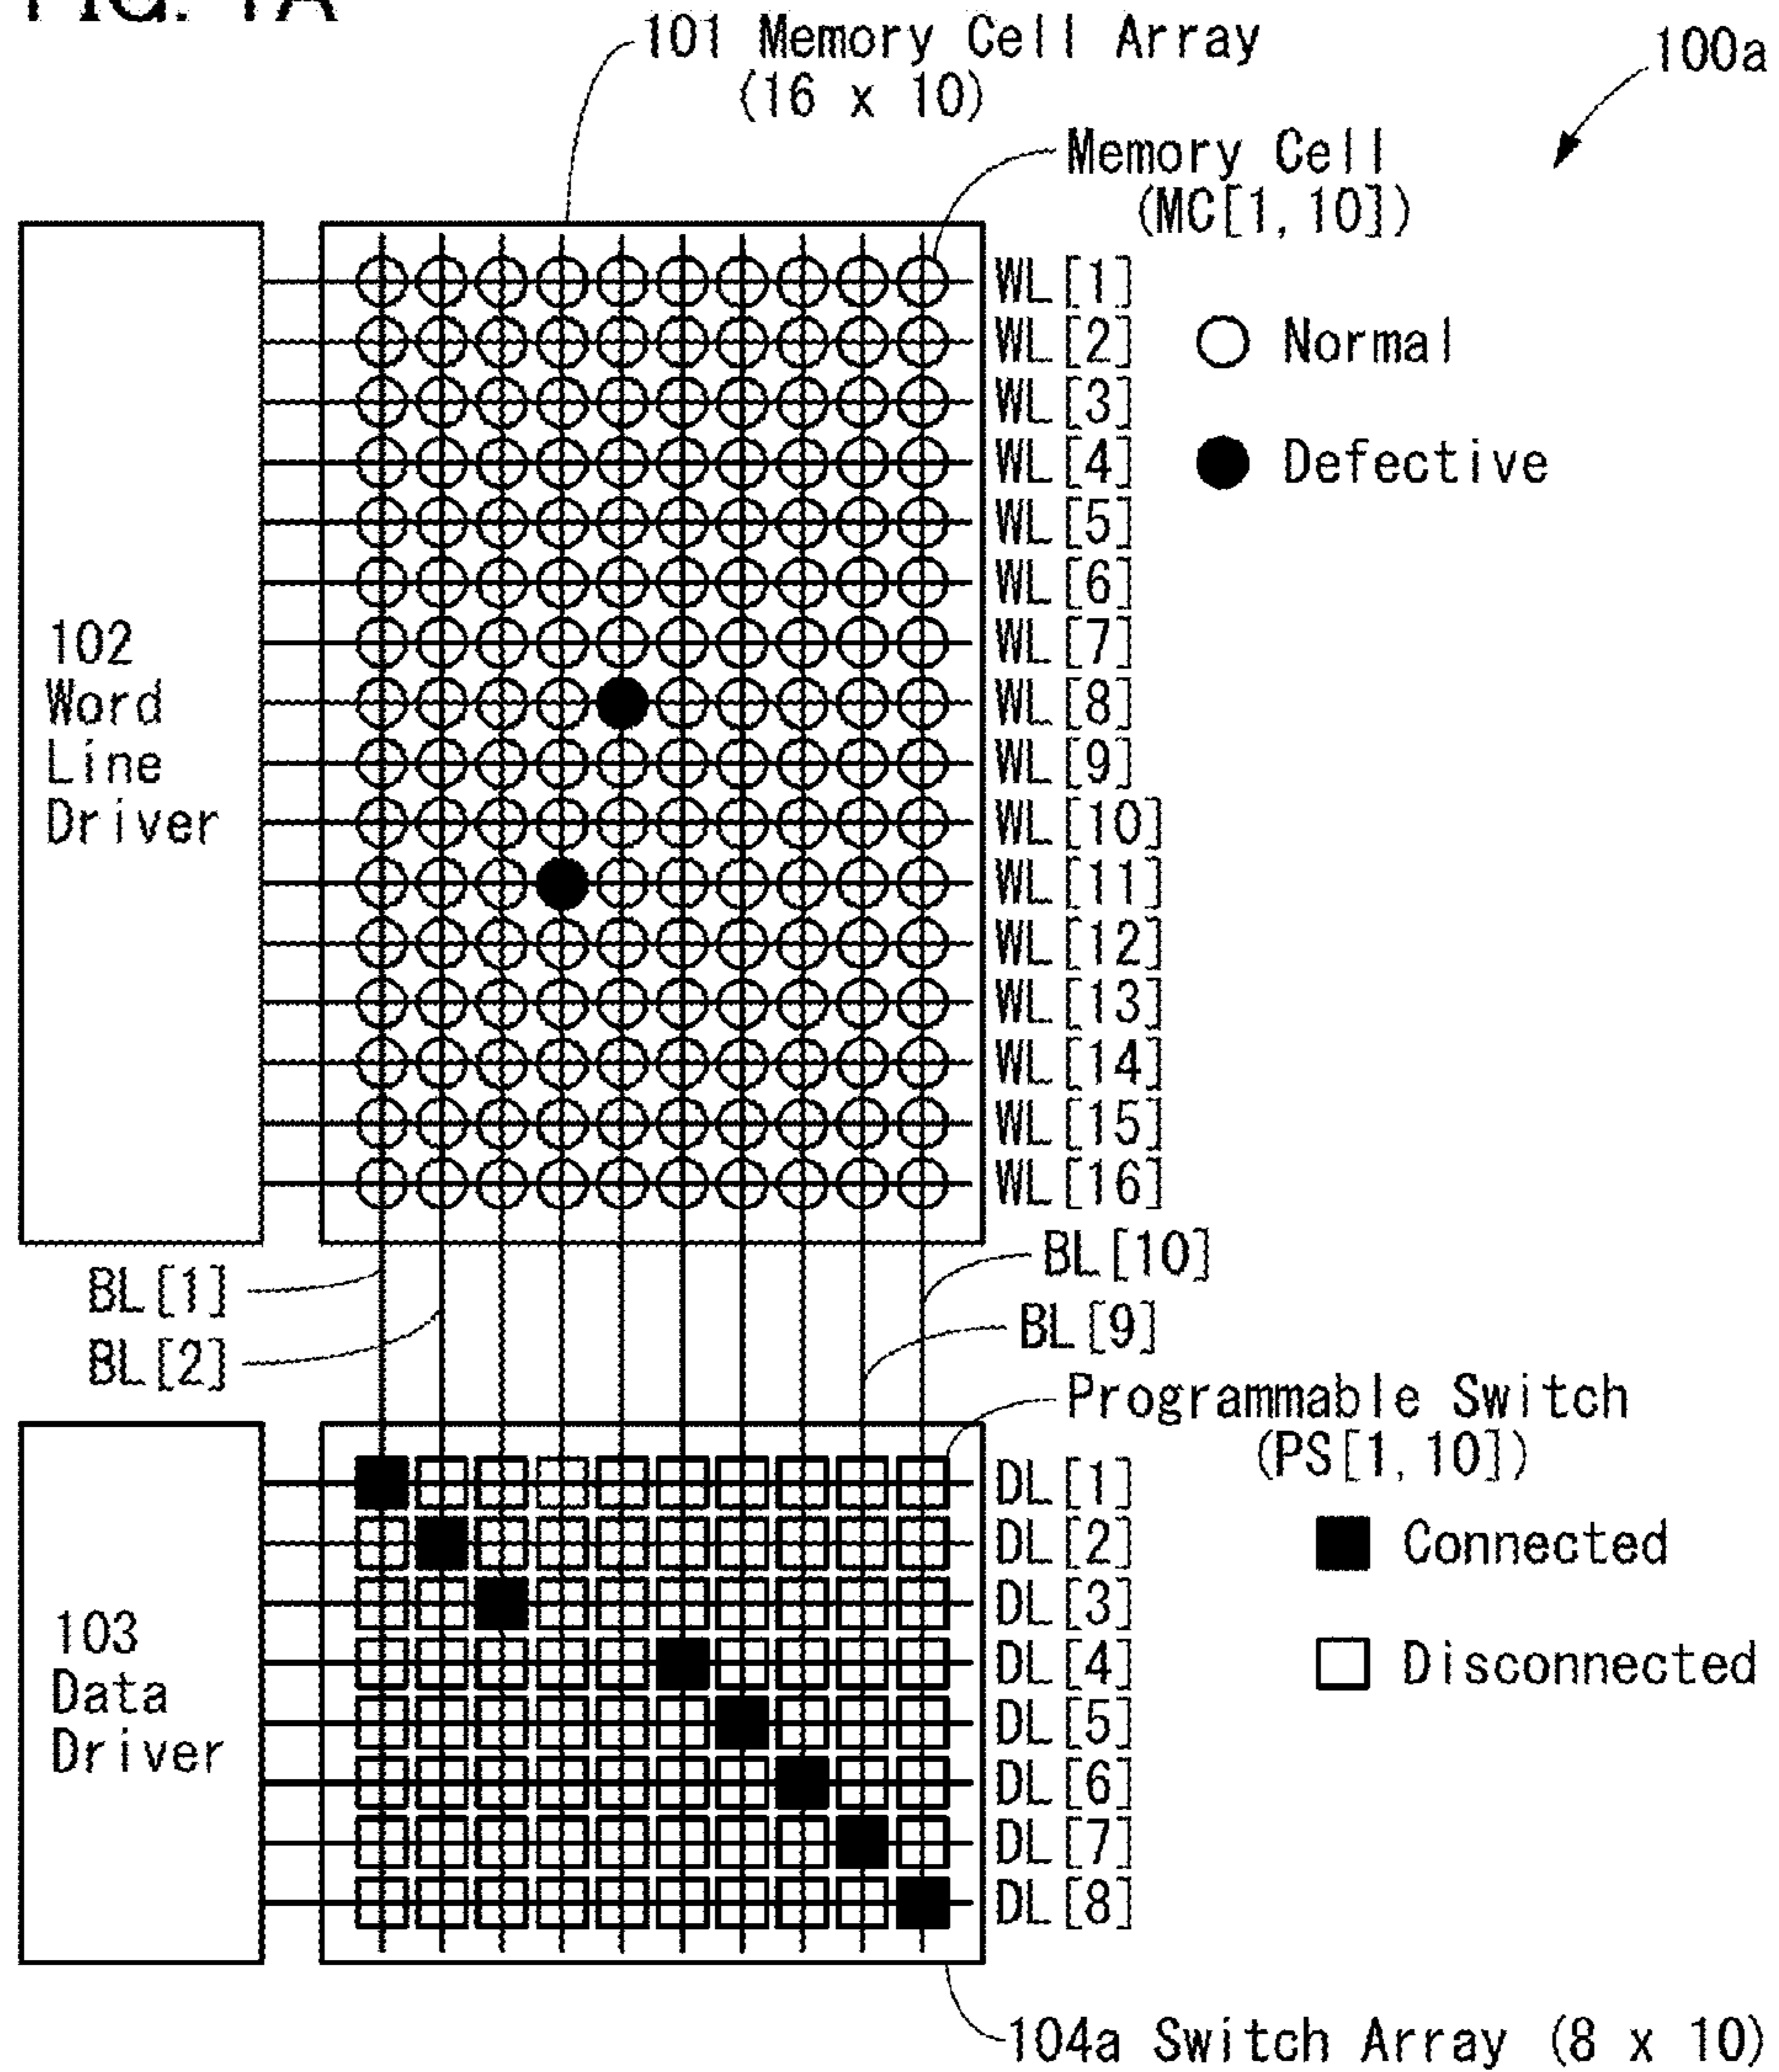 FIG. 1A
101 Memory Cell Array
(16 x 10)
100a
Memory Cell
(MC[1,10])
WL[1]
WL[2]
Normal
WL[3]
WL[4]
Defective
WL[5]
WL[6]
WL[7]
WL[8]
WL[9]
WL[10]
WL[11]
WL[12]
WL[13]
WL[14]
WL[15]
WL[16]
102
Word
Line
Driver
BL[1]
BL[2]
BL[10]
BL[9]
Programmable Switch
(PS[1,10])
DL[1]
DL[2]
Connected
DL[3]
DL[4]
Disconnected
DL[5]
DL[6]
DL[7]
DL[8]
103
Data
Driver
104a Switch Array (8 x 10)